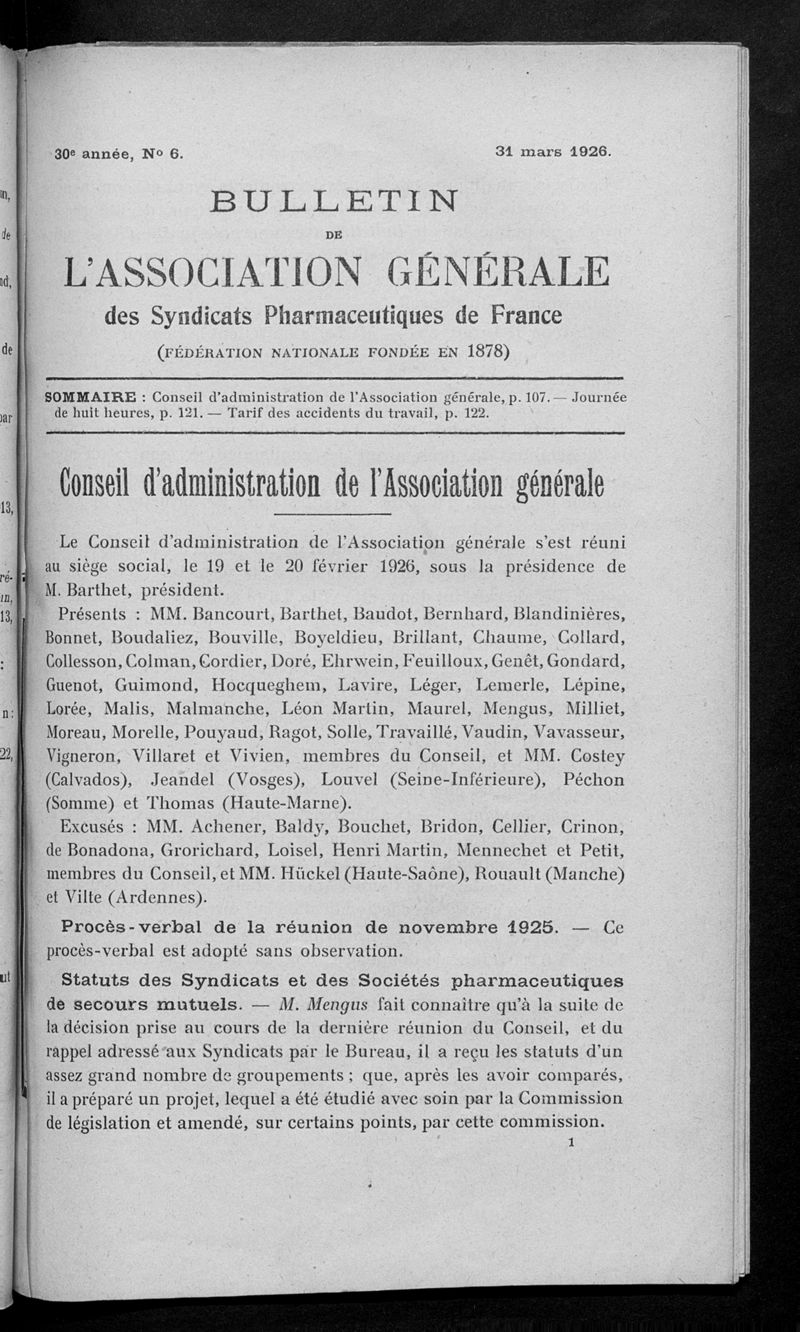 30e année, No 6.
31 mars 1926.
BULLETIN
DE
L'ASSOCIATION GÉNÉRALE
des Syndicats Pharmaceutiques de France
(FÉDÉRATION NATIONALE FONDÉE EN 1878)
SOMMAIRE : Conseil d'administration de l'Association générale, p. 107. — Journée
de huit heures, p. 121. — Tarif des accidents du travail, p. 122.
Conseil d'administration de l'Association générale
Le Conseil d'administration de l'Association générale s'est réuni
au siège social, le 19 et le 20 février 1926, sous la présidence de
M. Barthet, président.
Présents : MM. Bancourt, Barthet, Baudot, Bernhard, Blandinières,
Bonnet, Boudaliez, Bouville, Boyeldieu, Brillant, Chaume, Collard,
Collesson, Colman, Cordier, Doré, Ehrwein, Feuilloux, Genêt, Gondard,
Guenot, Guimond, Hocqueghem, Lavire, Léger, Lemerle, Lépine,
Lorée, Malis, Malmanche, Léon Martin, Maurel, Mengus, Milliet,
Moreau, Morelle, Pouyaud, Ragot, Solle, Travaillé, Vaudin, Vavasseur,
Vigneron, Villaret et Vivien, membres du Conseil, et MM. Costey
(Calvados), Jeandel (Vosges), Louvel (Seine-Inférieure), Péchon
(Somme) et Thomas (Haute-Marne).
Excusés : MM. Achener, Baldy, Bouchet, Bridon, Cellier, Crinon,
de Bonadona, Grorichard, Loisel, Henri Martin, Mennechet et Petit,
membres du Conseil, et MM. Hückel (Haute-Saône), Rouault (Manche)
et Vilte (Ardennes).
Procès-verbal de la réunion de novembre 1925. — Ce
procès-verbal est adopté sans observation.
Statuts des Syndicats et des Sociétés pharmaceutiques
de secours mutuels. — M. Mengus fait connaître qu'à la suite de
la décision prise au cours de la dernière réunion du Conseil, et du
rappel adressé aux Syndicats par le Bureau, il a reçu les statuts d'un
assez grand nombre de groupements ; que, après les avoir comparés,
il a préparé un projet, lequel a été étudié avec soin par la Commission
de législation et amendé, sur certains points, par cette commission.
1